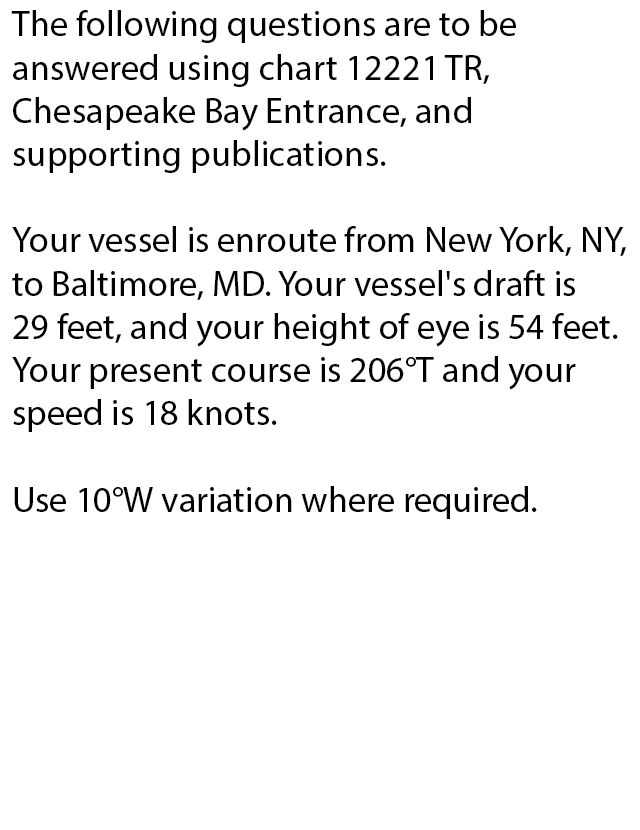 The following questions are to be
answered using chart 12221 TR,
Chesapeake Bay Entrance, and
supporting publications.
Your vessel is enroute from New York, NY,
to Baltimore, MD. Your vessel's draft is
29 feet, and your height of eye is 54 feet.
Your present course is 206°T and your
speed is 18 knots.
Use 10°W variation where required.